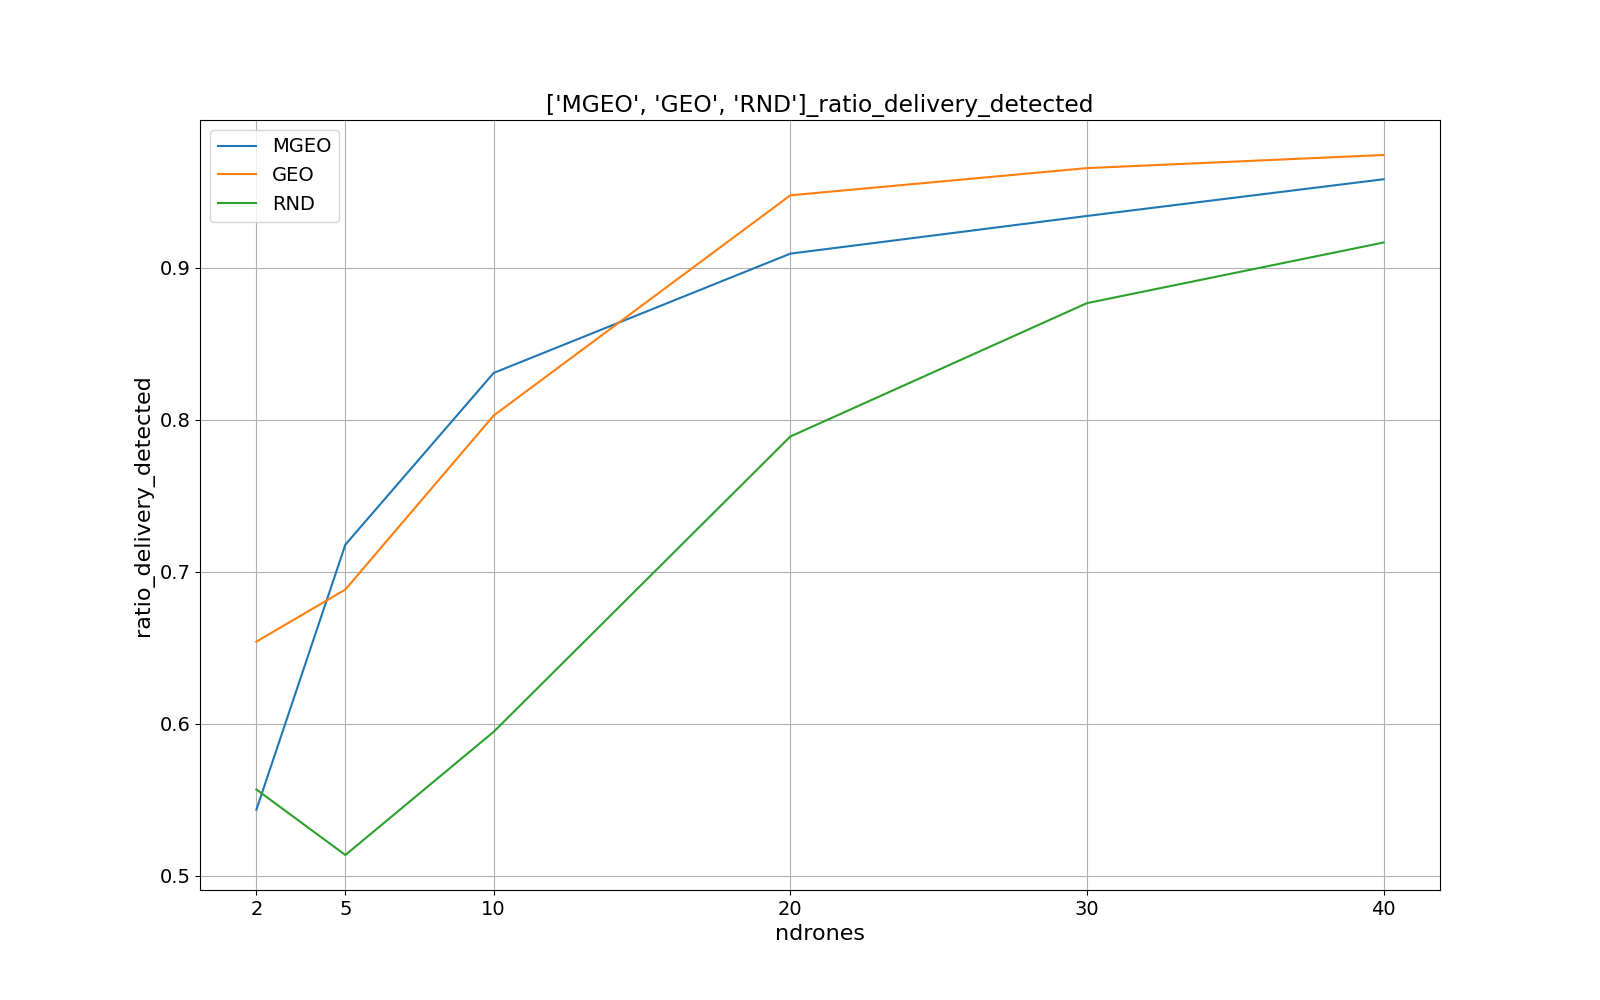 ['MGEO', 'GEO', 'RND']_ratio_delivery_detected
MGEO
GEO
RND
ratio_delivery_detected
0.9
0.8
0.7
0.6
0.5
2 5 10 20 30 40
ndrones